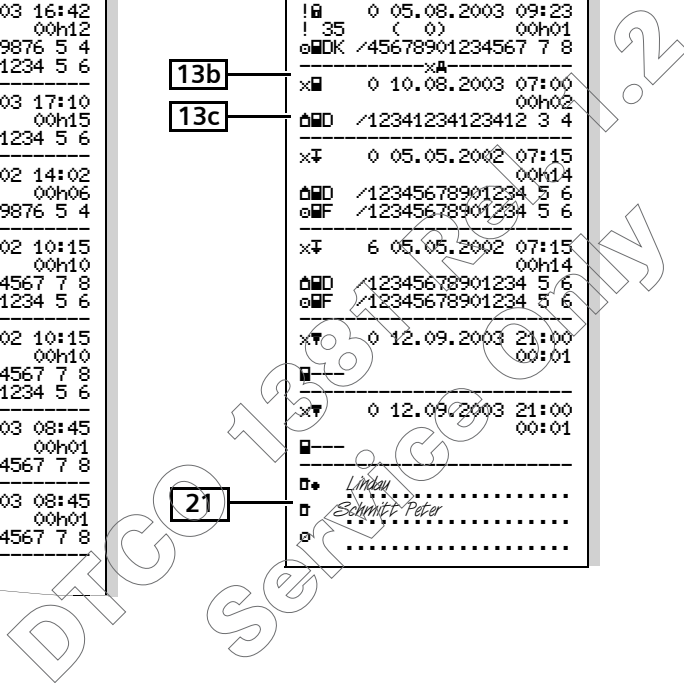 03 16:42
00h12
9876 5 4
1234 5 6
03 17:10
00h15
1234 5 6
02 14:02
00h06
9876 5 4
02 10:15
00h10
4567 7 8
1234 5 6
02 10:15
00h10
4567 7 8
1234 5 6
03 08:45
00h01
4567 7 8
03 08:45
00h01
4567 7 8
! 0 05.08.2003 09:23
! 35 ( 0) 00h01
DK /45678901234567 7 8
13b
x 0 10.08.2003 07:00
00h02
13c
D /12341234123412 3 4
x 0 05.05.2002 07:15
00h14
D /12345678901234 5 6
F /12345678901234 5 6
x 6 05.05.2002 07:15
00h14
D /12345678901234 5 6
F /12345678901234 5 6
x 0 12.09.2003 21:00
00:01
---
x 0 12.09.2003 21:00
00:01
---
Lindau
21
Schmitt Peter
DTCO 1381 Rel. 1.2
Service Only